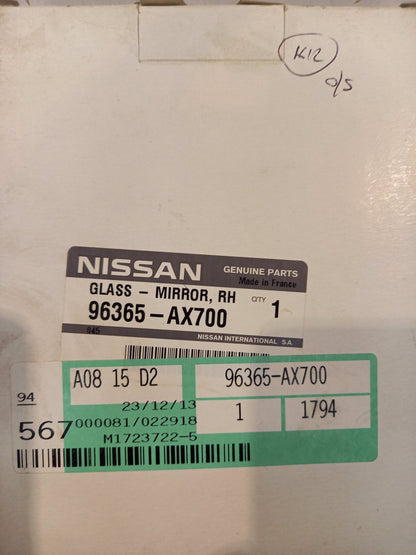 K12
O/S
NISSAN GENUINE PARTS
Made in France
GLASS - MIRROR, RH QTY 1
96365-AX700
945
NISSAN INTERNATIONAL S.A.
A08 15 D2 96365-AX700
94
23/12/13 1 1794
567 000081/022918
M1723722-5